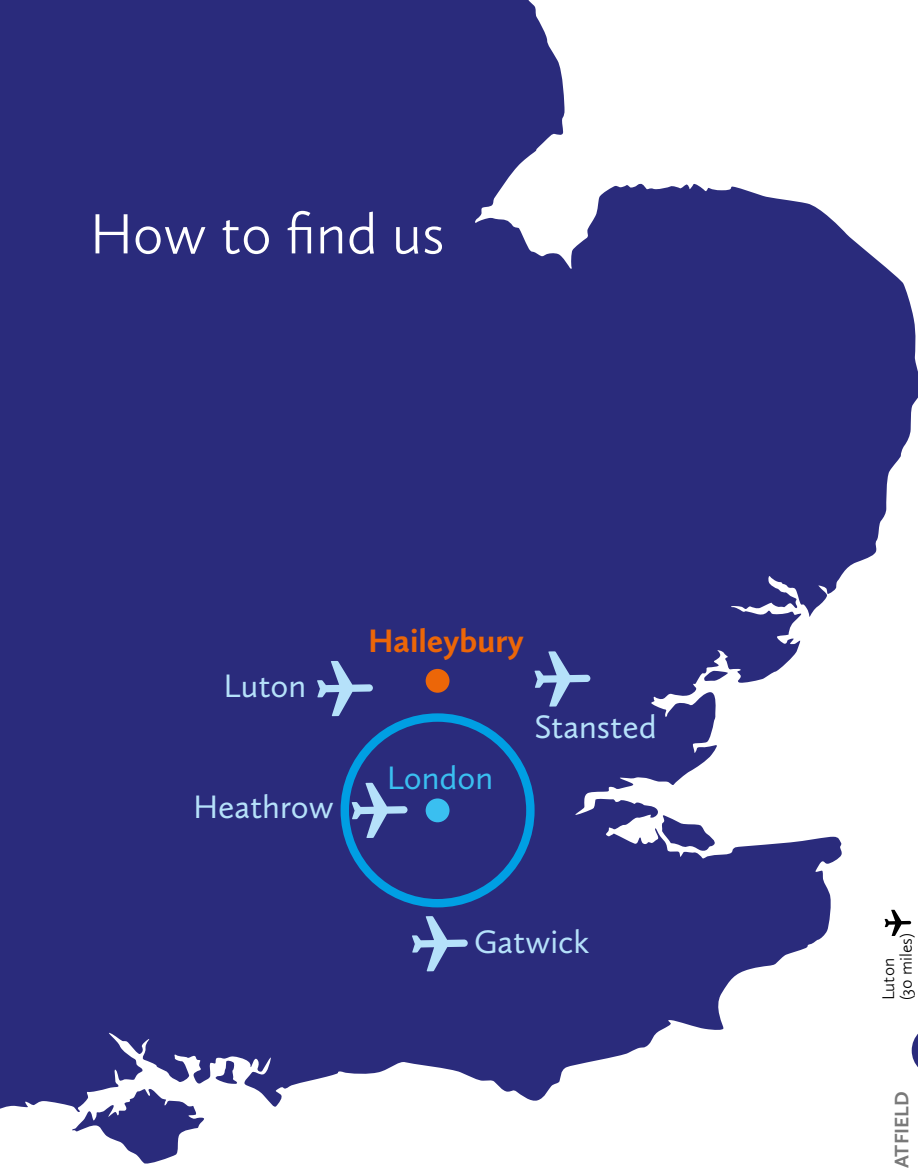 How to find us
Haileybury
Luton
Stansted
London
Heathrow
Gatwick
Luton
(30 miles)
ATFIELD